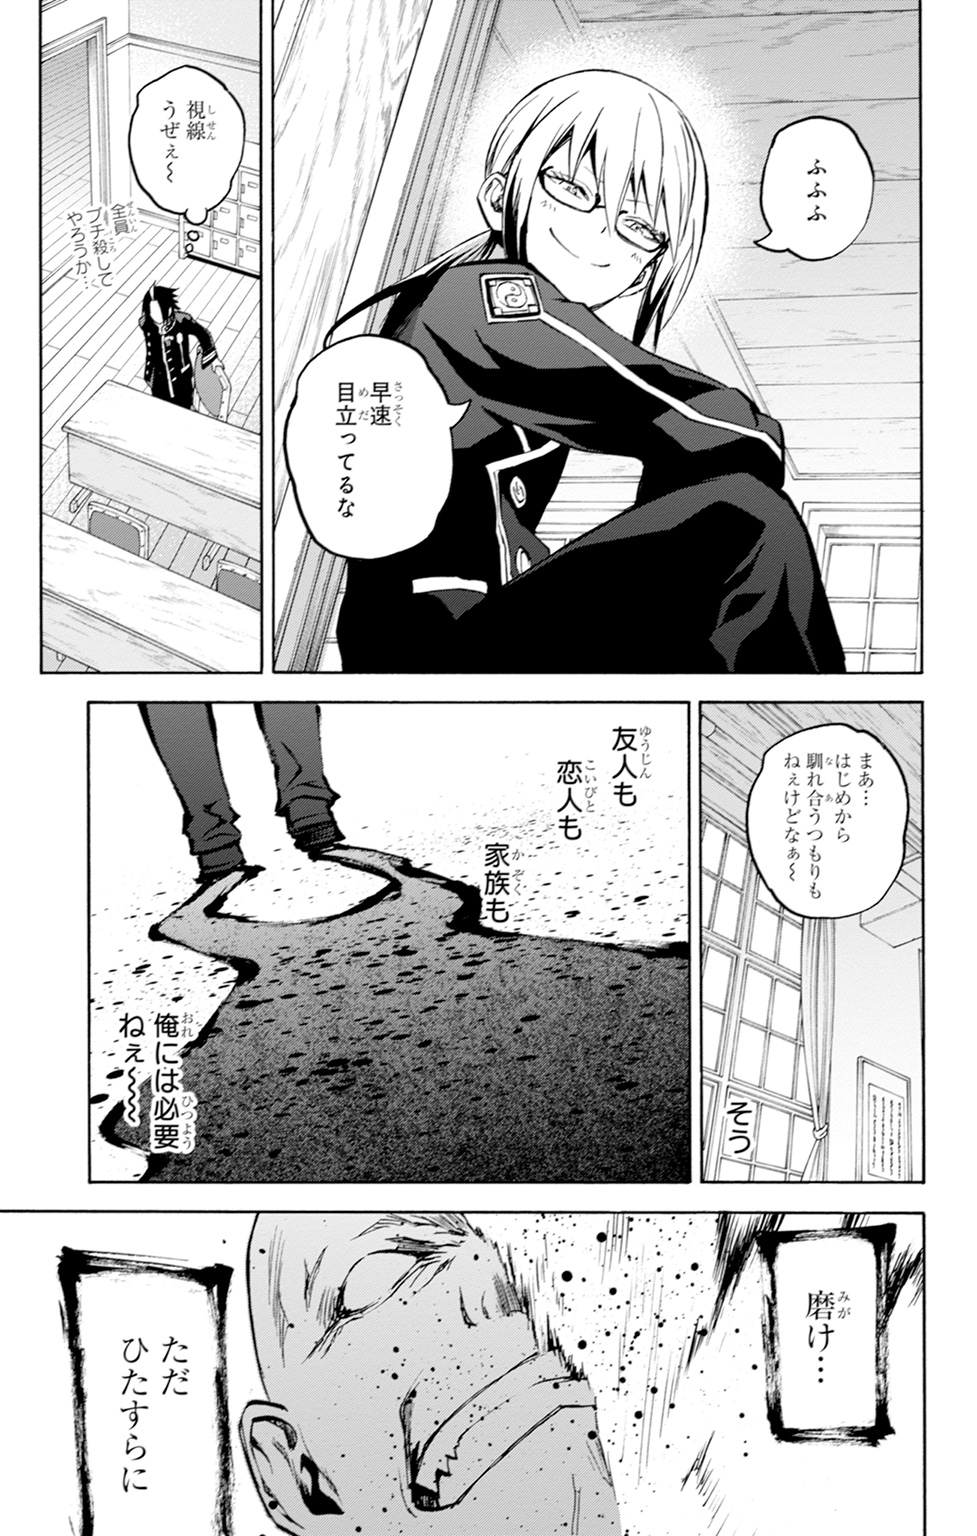 ふふふ
早速
目立ってるな
視線
うぜぇ〜
全員
ブチ殺して
やろうか…
まあ…
はじめから
馴れ合うつもりも
ねぇけどなぁ〜
そう
友人も
恋人も
家族も
俺には必要
ねぇ〜〜
磨け…
ただ
ひたすらに